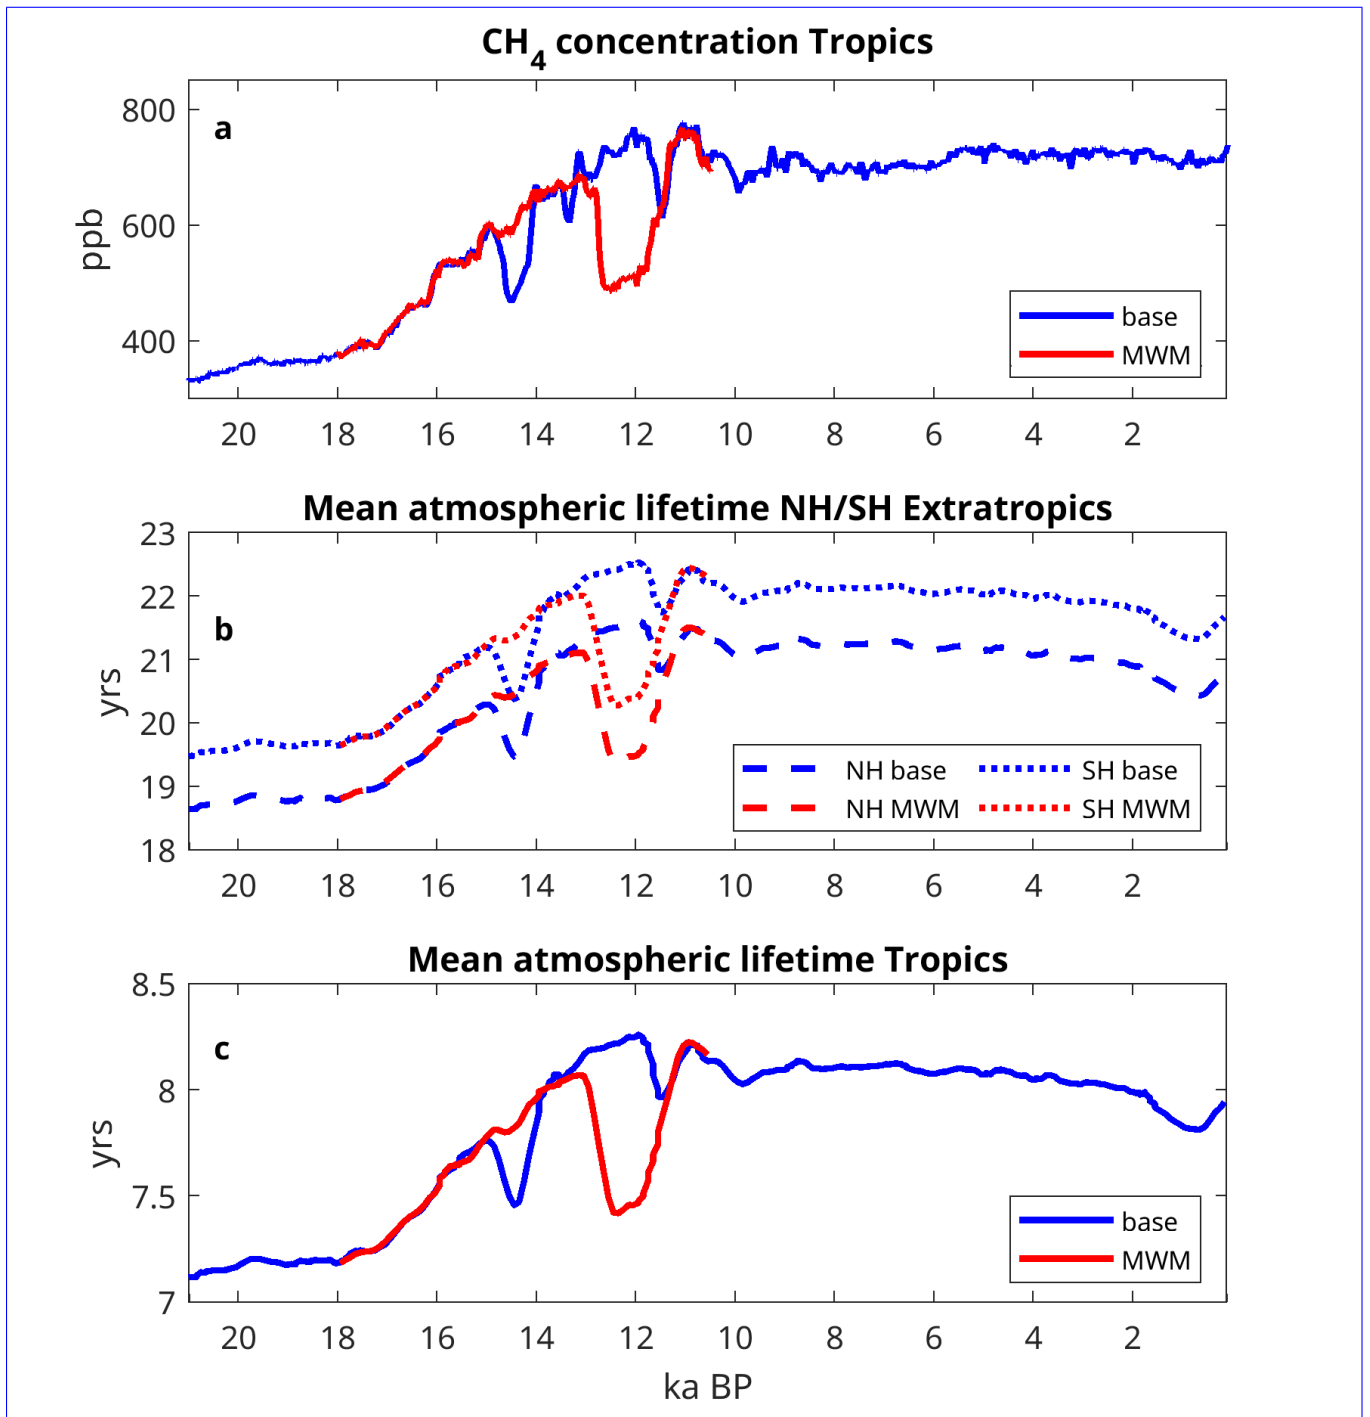 CH4 concentration Tropics
800
600
400
ppb
a
base
MWM
20 18 16 14 12 10 8 6 4 2
Mean atmospheric lifetime NH/SH Extratropics
23
22
21
20
19
18
yrs
b
NH base SH base
NH MWM SH MWM
20 18 16 14 12 10 8 6 4 2
Mean atmospheric lifetime Tropics
8.5
8
7.5
7
yrs
c
base
MWM
20 18 16 14 12 10 8 6 4 2
ka BP